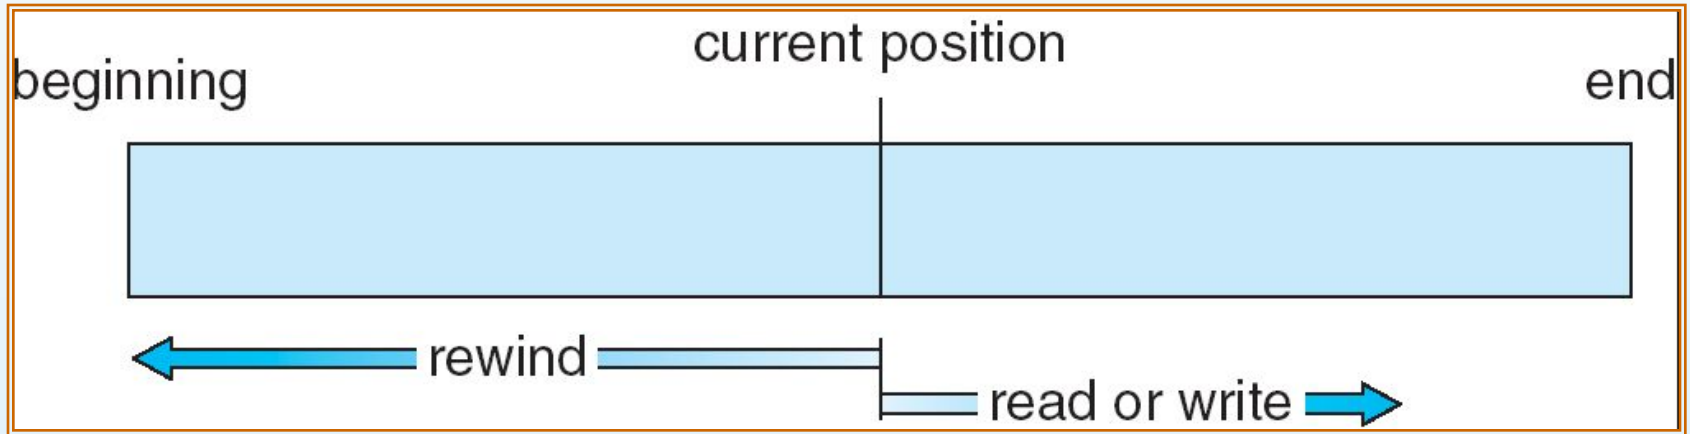 current position
beginning
end
rewind
read or write